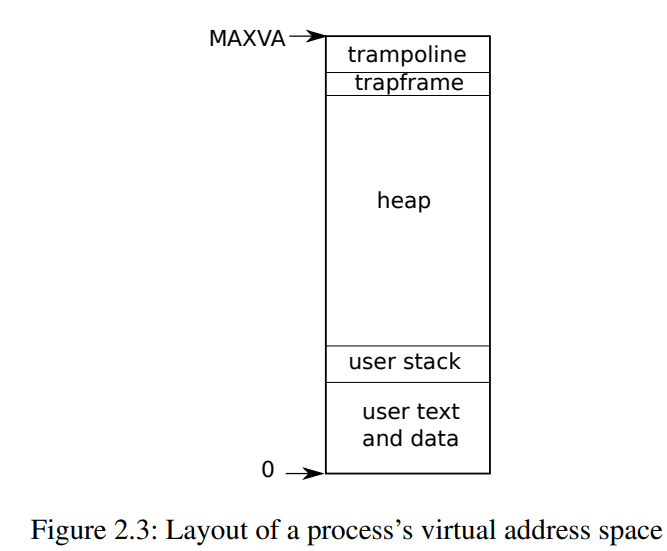 MAXVA
trampoline
trapframe
heap
user stack
user text
and data
0
Figure 2.3: Layout of a process’s virtual address space